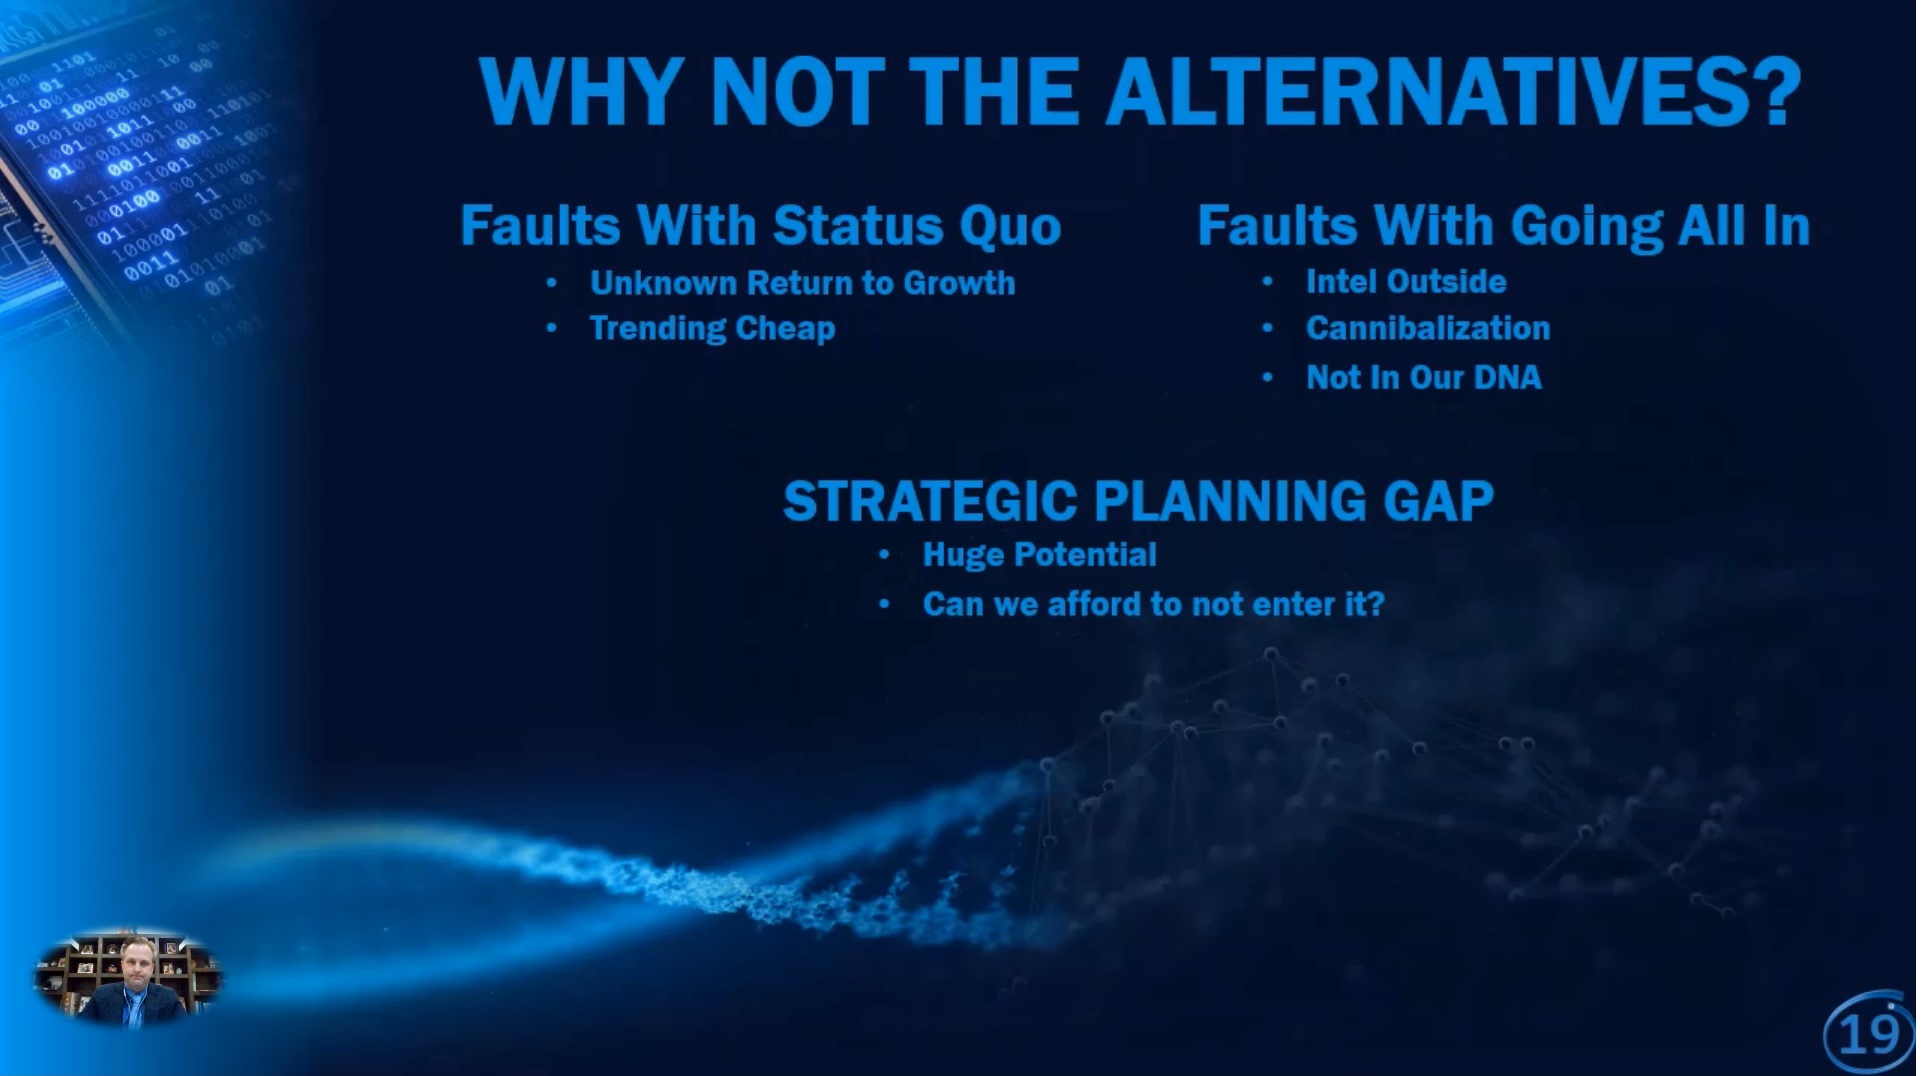 WHY NOT THE ALTERNATIVES?
Faults With Status Quo
• Unknown Return to Growth
• Trending Cheap
Faults With Going All In
• Intel Outside
• Cannibalization
• Not In Our DNA
STRATEGIC PLANNING GAP
• Huge Potential
• Can we afford to not enter it?
19